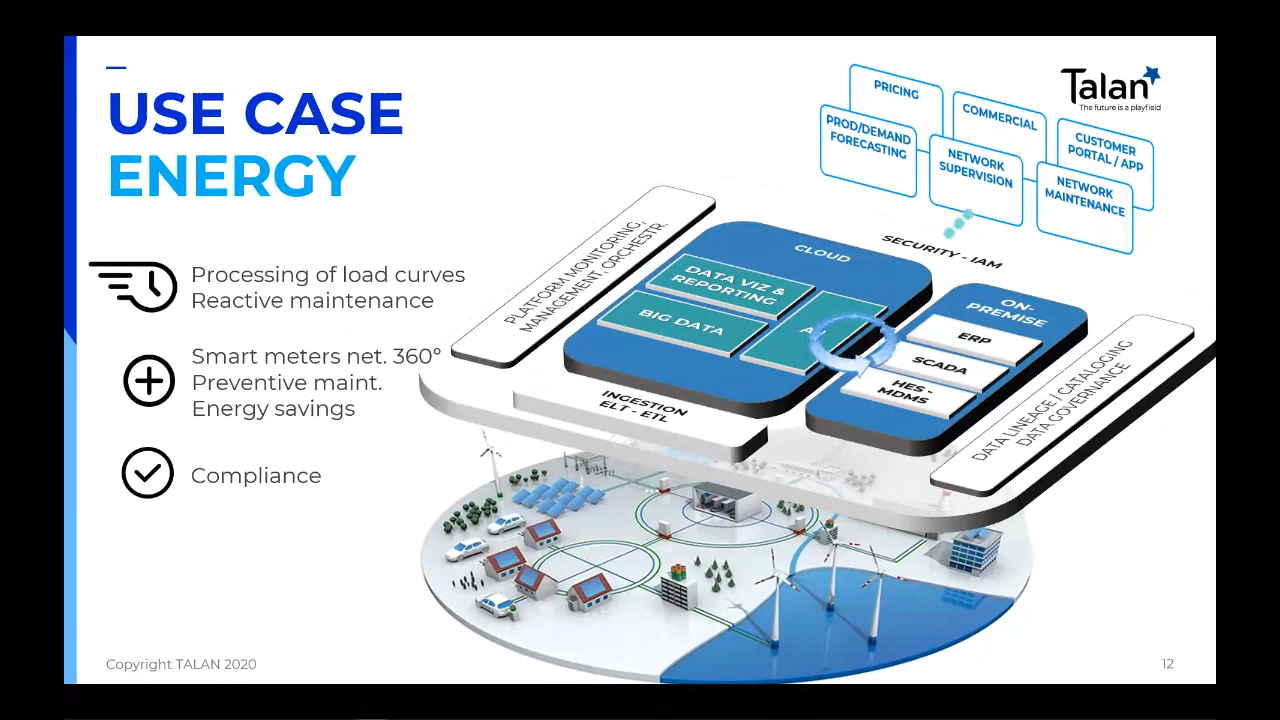 USE CASE
ENERGY
Processing of load curves
Reactive maintenance
Smart meters net. 360°
Preventive maint.
Energy savings
Compliance
PRICING
COMMERCIAL
CUSTOMER
PORTAL / APP
PROD/DEMAND
FORECASTING
NETWORK
SUPERVISION
NETWORK
MAINTENANCE
Talan
The future is a playfield
SECURITY - IAM
PLATFORM MONITORING,
MANAGEMENT, ORCHESTR.
CLOUD
DATA VIZ &
REPORTING
BIG DATA
ON-
PREMISE
ERP
SCADA
HES -
MDMS
INGESTION
ELT - ETL
DATA LINEAGE / CATALOGING
DATA GOVERNANCE
Copyright TALAN 2020
12